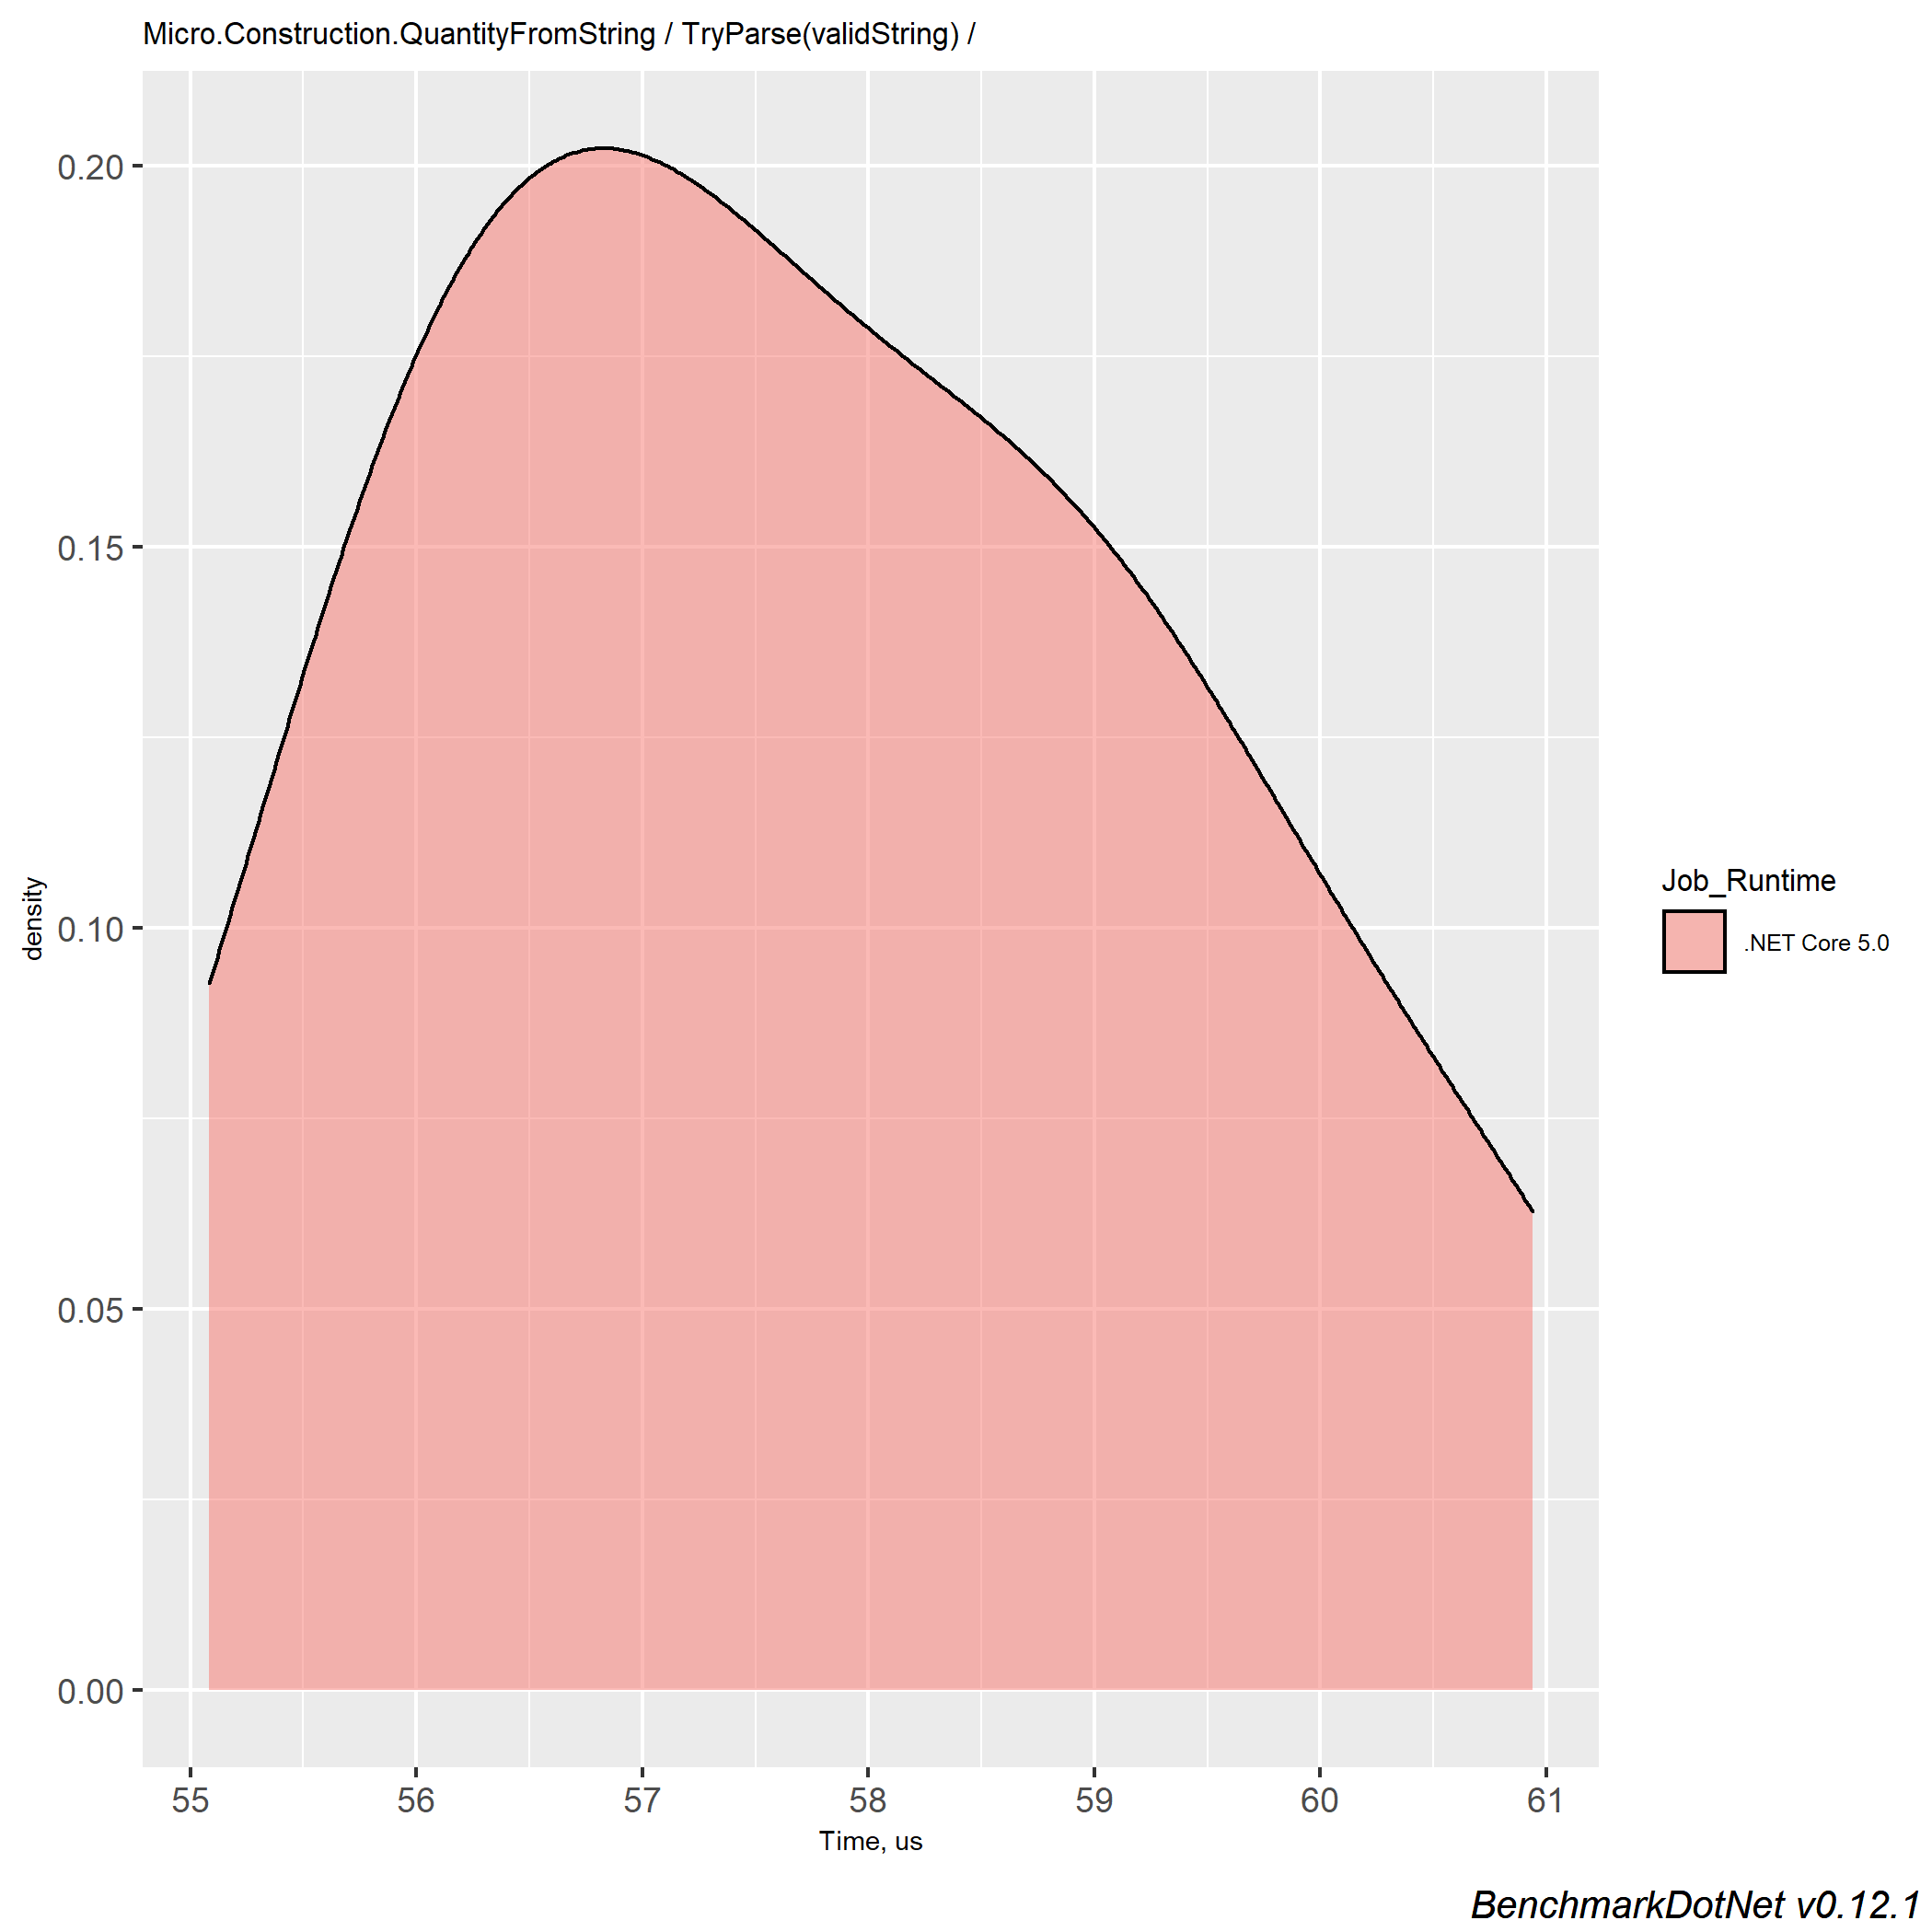 Micro.Construction.QuantityFromString / TryParse(validString) /
0.20
0.15
0.10
0.05
0.00
density
55 56 57 58 59 60 61
Time, us
Job_Runtime
.NET Core 5.0
BenchmarkDotNet v0.12.1